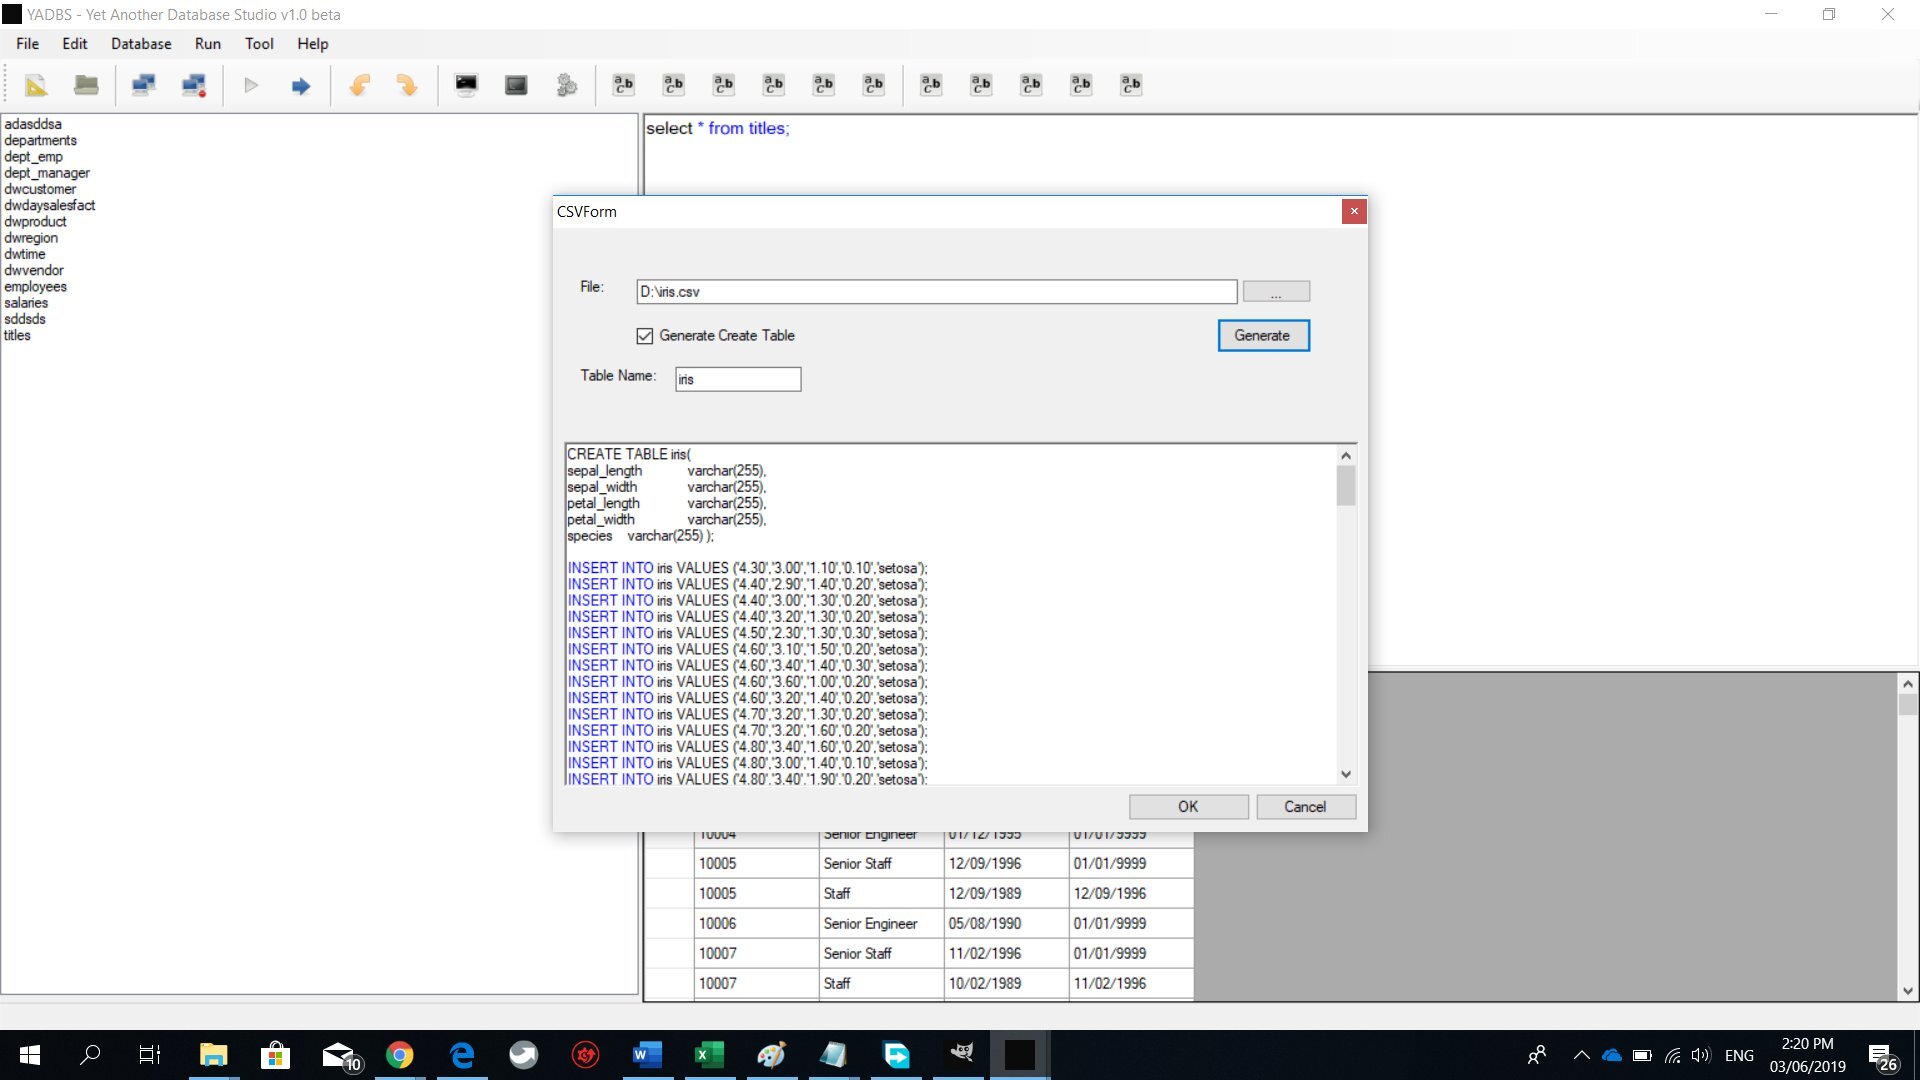 YADBS - Yet Another Database Studio v1.0 beta
File Edit Database Run Tool Help
adasddsa
departments
dept_emp
dept_manager
dwcustomer
dwdaysalesfact
dwproduct
dwregion
dwtime
dwvendor
employees
salaries
sddsds
titles
select * from titles;
CSVForm
File: D:\iris.csv ...
Generate Create Table Generate
Table Name: iris
CREATE TABLE iris(
sepal_length varchar(255),
sepal_width varchar(255),
petal_length varchar(255),
petal_width varchar(255),
species varchar(255) );
INSERT INTO iris VALUES ('4.30','3.00','1.10','0.10','setosa');
INSERT INTO iris VALUES ('4.40','2.90','1.40','0.20','setosa');
INSERT INTO iris VALUES ('4.40','3.00','1.30','0.20','setosa');
INSERT INTO iris VALUES ('4.40','3.20','1.30','0.20','setosa');
INSERT INTO iris VALUES ('4.50','2.30','1.30','0.30','setosa');
INSERT INTO iris VALUES ('4.60','3.10','1.50','0.20','setosa');
INSERT INTO iris VALUES ('4.60','3.40','1.40','0.30','setosa');
INSERT INTO iris VALUES ('4.60','3.60','1.00','0.20','setosa');
INSERT INTO iris VALUES ('4.60','3.20','1.40','0.20','setosa');
INSERT INTO iris VALUES ('4.70','3.20','1.30','0.20','setosa');
INSERT INTO iris VALUES ('4.70','3.20','1.60','0.20','setosa');
INSERT INTO iris VALUES ('4.80','3.40','1.60','0.20','setosa');
INSERT INTO iris VALUES ('4.80','3.00','1.40','0.10','setosa');
INSERT INTO iris VALUES ('4.80','3.40','1.90','0.20','setosa');
OK Cancel
10004 Senior Engineer 01/12/1995 01/01/9999
10005 Senior Staff 12/09/1996 01/01/9999
10005 Staff 12/09/1989 12/09/1996
10006 Senior Engineer 05/08/1990 01/01/9999
10007 Senior Staff 11/02/1996 01/01/9999
10007 Staff 10/02/1989 11/02/1996
10
ENG
2:20 PM
03/06/2019
26